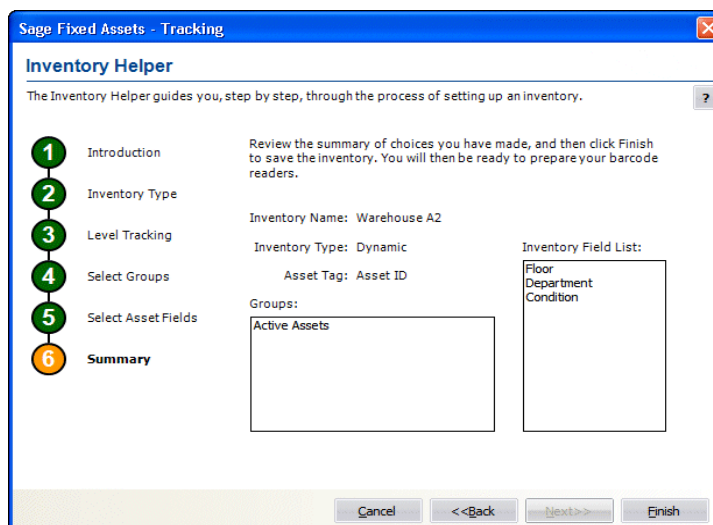 Sage Fixed Assets - Tracking
Inventory Helper
The Inventory Helper guides you, step by step, through the process of setting up an inventory.
?
1 Introduction
2 Inventory Type
3 Level Tracking
4 Select Groups
5 Select Asset Fields
6 Summary
Review the summary of choices you have made, and then click Finish
to save the inventory. You will then be ready to prepare your barcode
readers.
Inventory Name: Warehouse A2
Inventory Type: Dynamic
Asset Tag: Asset ID
Groups:
Active Assets
Inventory Field List:
Floor
Department
Condition
Cancel <<Back Next>> Finish